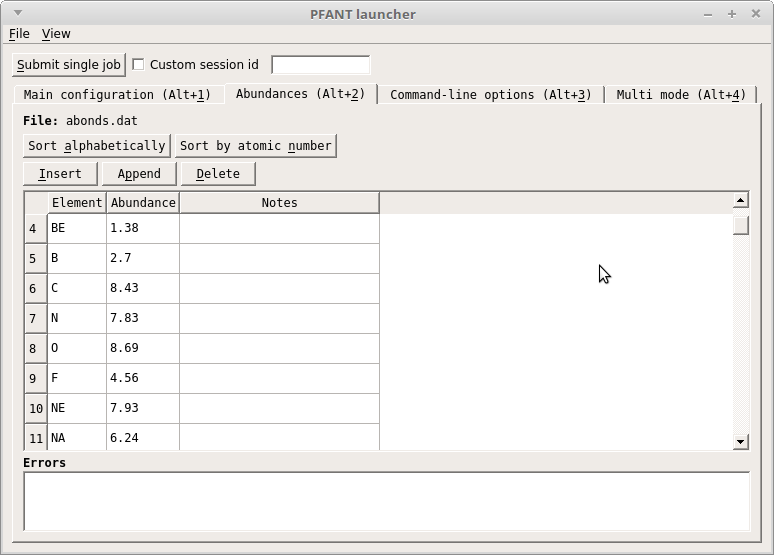 PFANT launcher
File View
Submit single job Custom session id
Main configuration (Alt+1) Abundances (Alt+2) Command-line options (Alt+3) Multi mode (Alt+4)
File: abonds.dat
Sort alphabetically Sort by atomic number
Insert Append Delete
Element Abundance Notes
4 BE 1.38
5 B 2.7
6 C 8.43
7 N 7.83
8 O 8.69
9 F 4.56
10 NE 7.93
11 NA 6.24
Errors